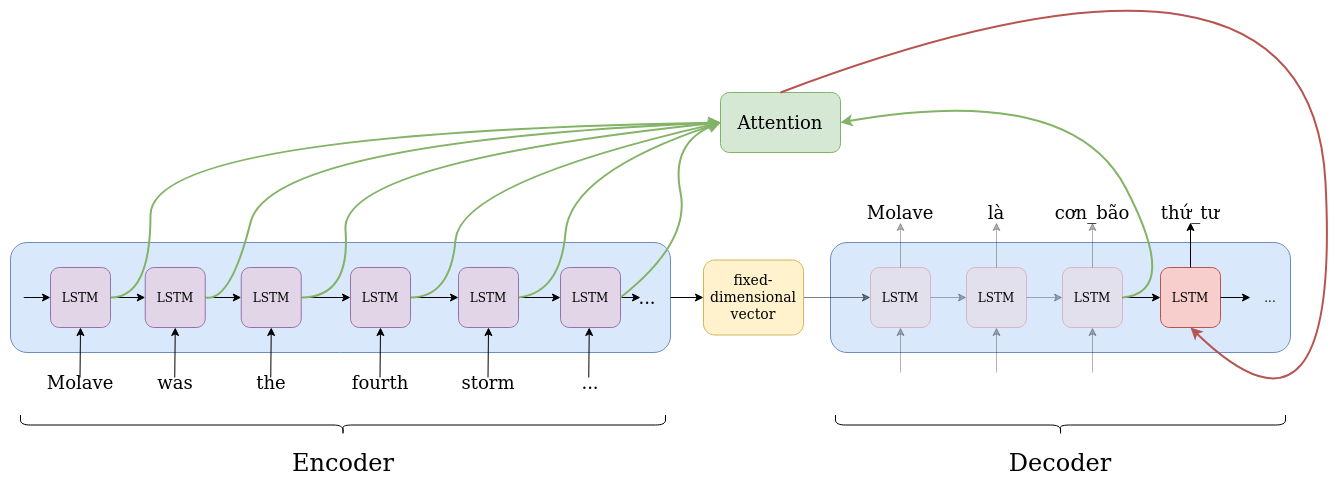 Attention
Molave là cơn_bão thứ_tư
LSTM LSTM LSTM LSTM LSTM LSTM ...
fixed-
dimensional
vector
LSTM LSTM LSTM LSTM ...
Molave was the fourth storm ...
Encoder
Decoder